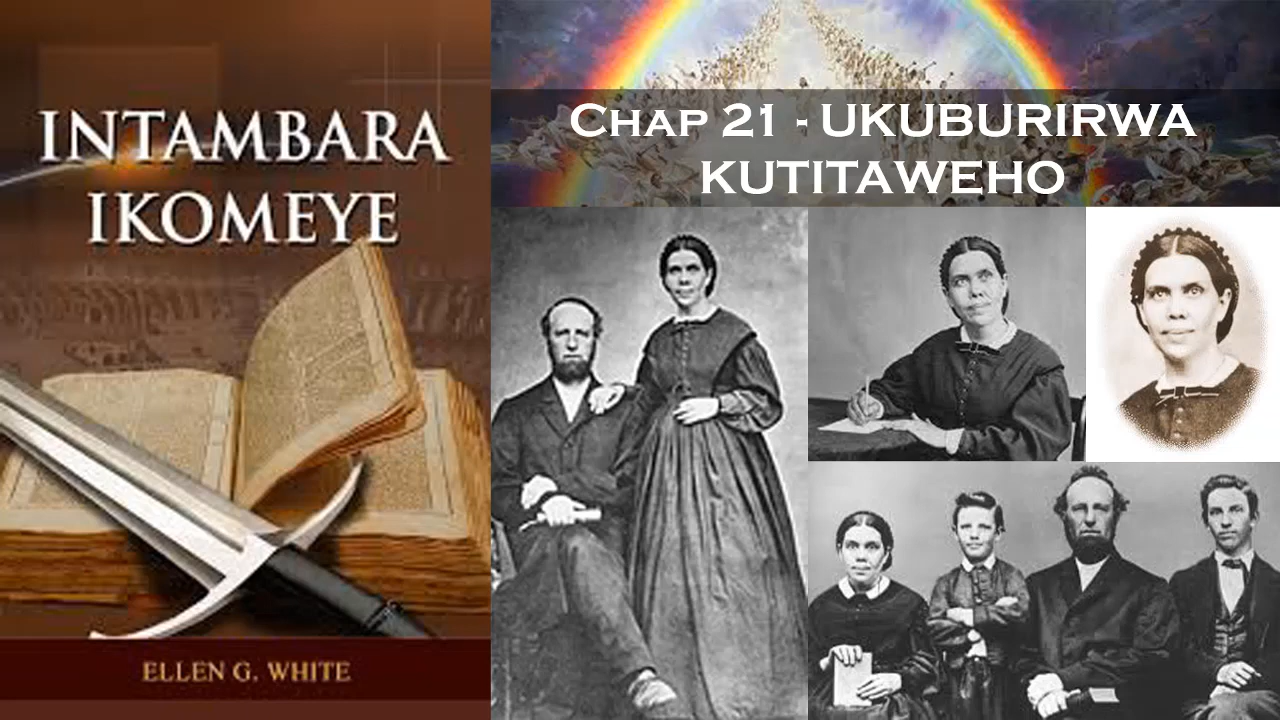 INTAMBARA
IKOMEYE
ELLEN G. WHITE
Chap 21 - UKUBURIRWA
KUTITAWEHO